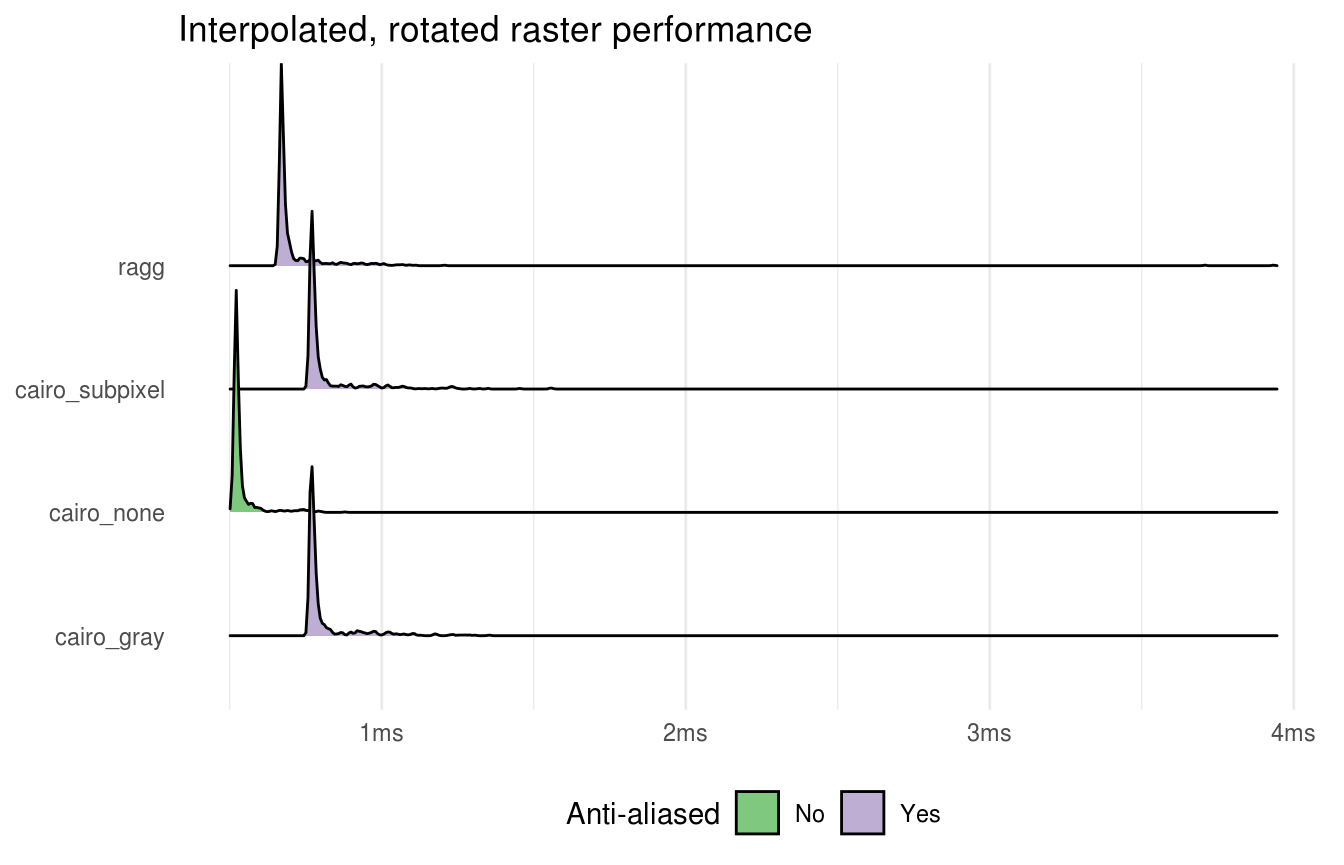 Interpolated, rotated raster performance
ragg
cairo_subpixel
cairo_none
cairo_gray
1ms 2ms 3ms 4ms
Anti-aliased No Yes